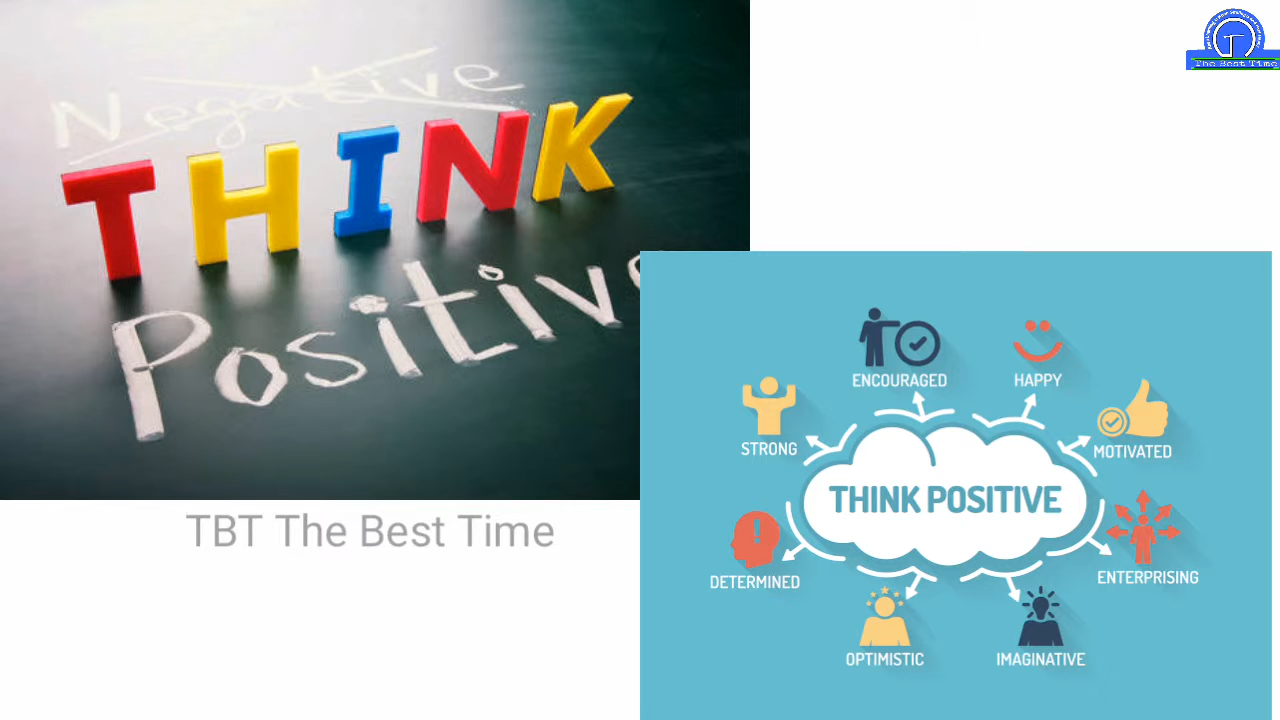 The Best Time
Negative
THINK
Positive
TBT The Best Time
ENCOURAGED
HAPPY
STRONG
MOTIVATED
THINK POSITIVE
DETERMINED
ENTERPRISING
OPTIMISTIC
IMAGINATIVE